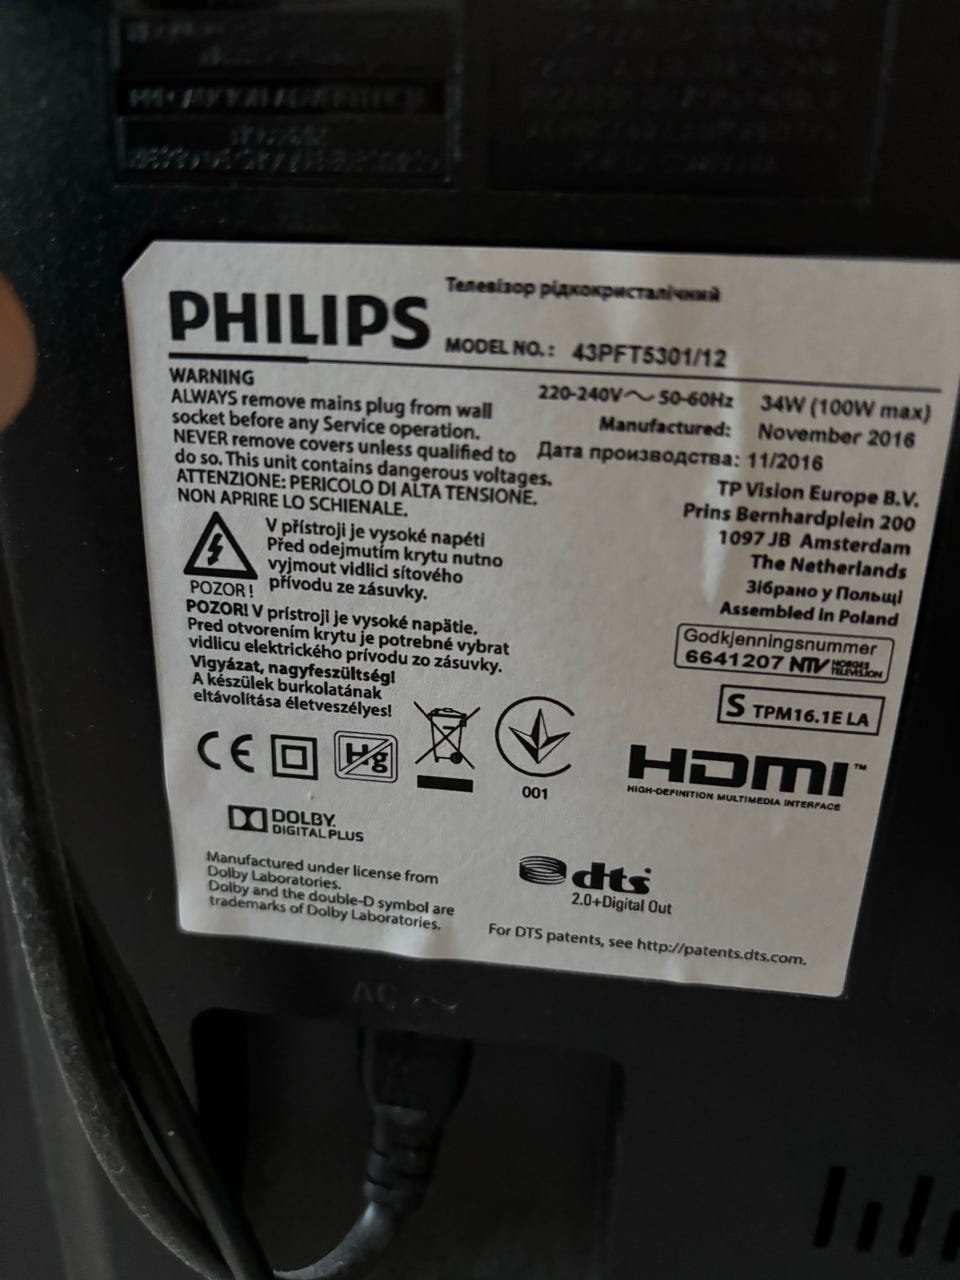 Телевізор рідкокристалічний
PHILIPS
MODEL NO.: 43PFT5301/12
WARNING
ALWAYS remove mains plug from wall
socket before any Service operation.
NEVER remove covers unless qualified to
do so. This unit contains dangerous voltages.
ATTENZIONE: PERICOLO DI ALTA TENSIONE.
NON APRIRE LO SCHIENALE.
V přístroji je vysoké napětí
Před odejmutím krytu nutno
vyjmout vidlici síťového
přívodu ze zásuvky.
POZOR!
POZOR! V prístroji je vysoké napätie.
Pred otvorením krytu je potrebné vybrat
vidlicu elektrického prívodu zo zásuvky.
Vigyázat, nagyfeszültség!
A készülek burkolatának
eltávolítása életveszélyes!
220-240V～ 50-60Hz 34W (100W max)
Manufactured: November 2016
Дата производства: 11/2016
TP Vision Europe B.V.
Prins Bernhardplein 200
1097 JB Amsterdam
The Netherlands
Зібрано у Польщі
Assembled in Poland
Godkjenningsnummer
6641207 NTV NORGES TELEVISION
S TPM16.1E LA
CE
Hg
001
HDMI™
HIGH-DEFINITION MULTIMEDIA INTERFACE
DOLBY
DIGITAL PLUS
Manufactured under license from
Dolby Laboratories.
Dolby and the double-D symbol are
trademarks of Dolby Laboratories.
dts
2.0+Digital Out
For DTS patents, see http://patents.dts.com.
AC ～